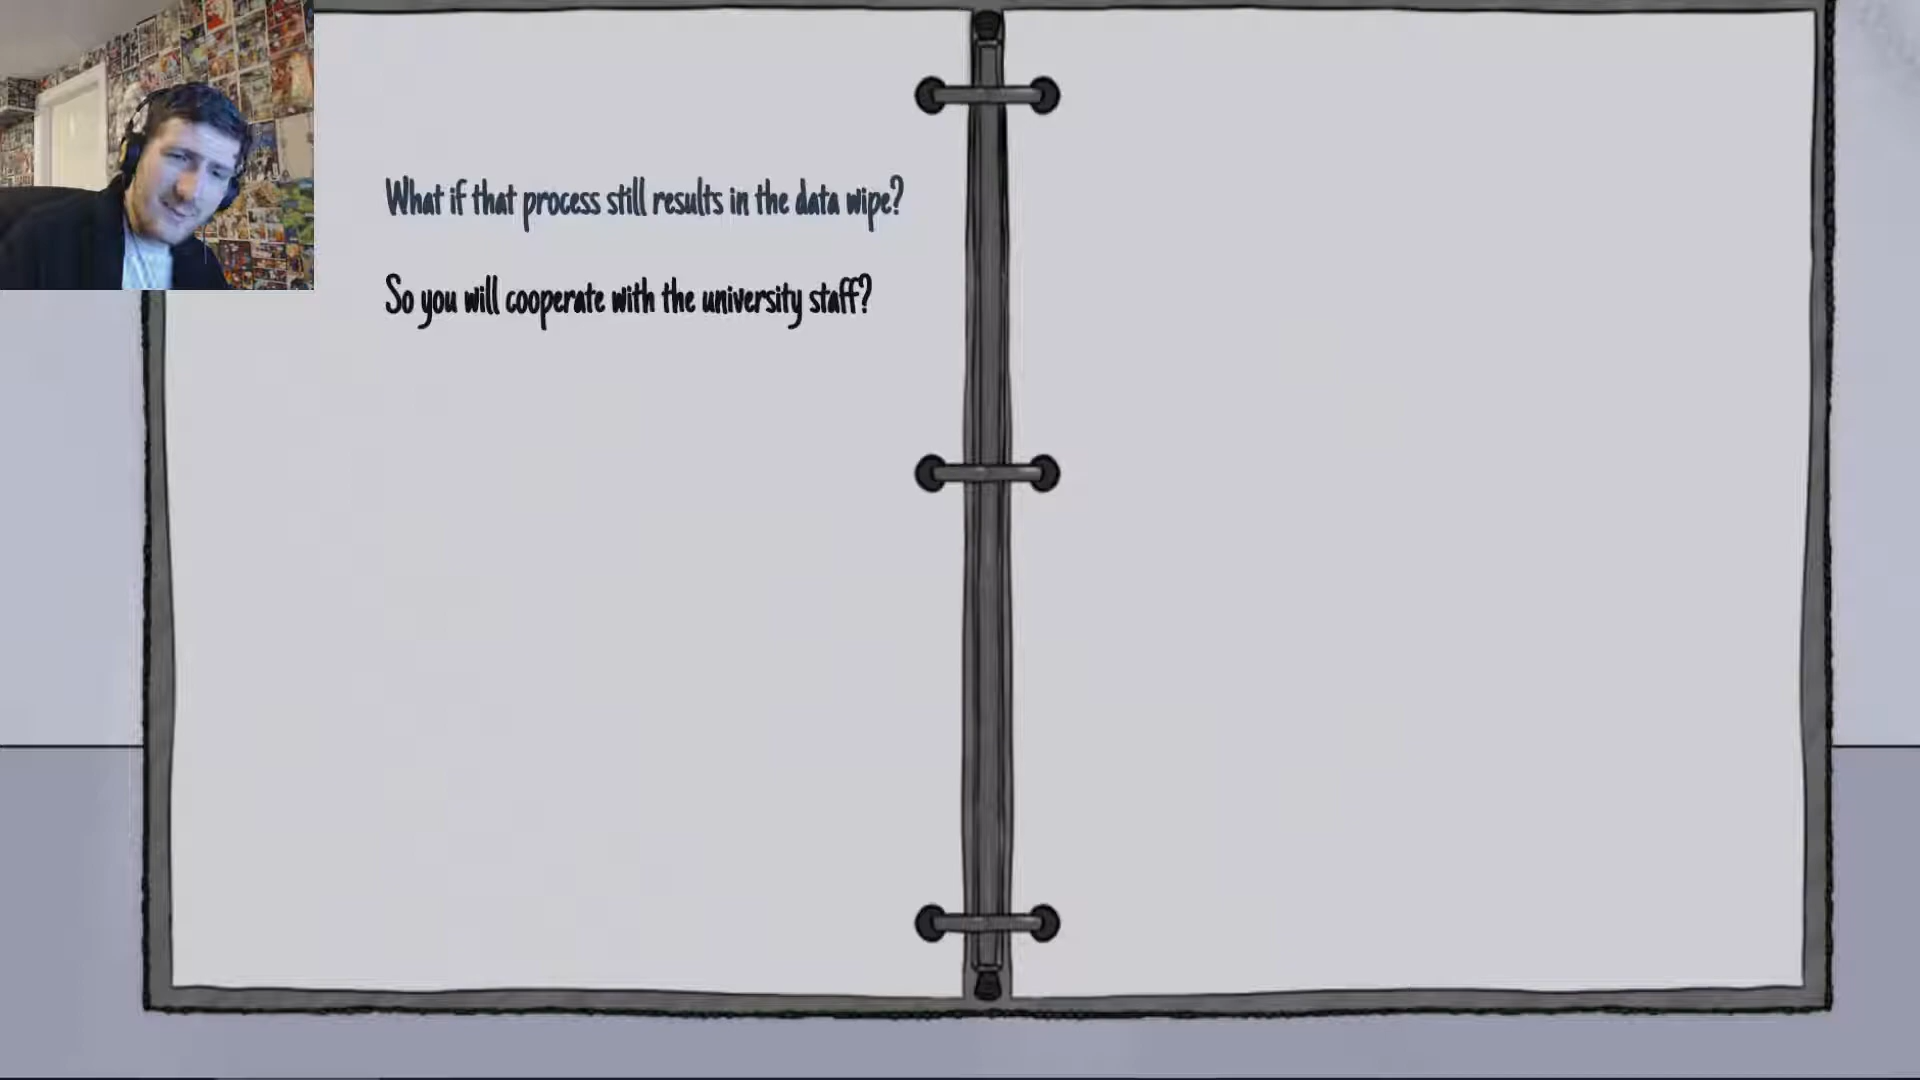 What if that process still results in the data wipe?
So you will cooperate with the university staff?